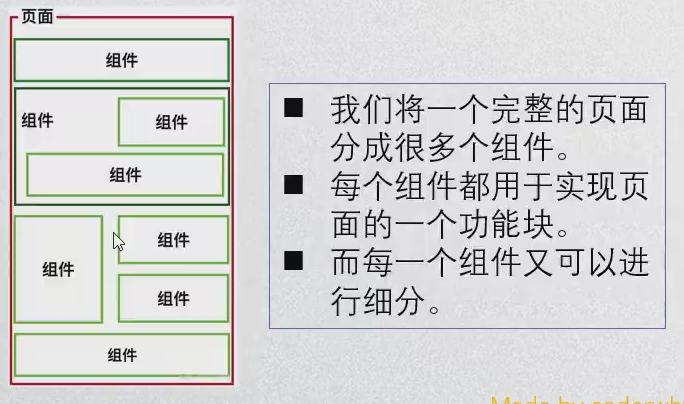 页面
组件
组件
组件
组件
组件
组件
组件
组件
我们将一个完整的页面
分成很多个组件。
每个组件都用于实现页
面的一个功能块。
而每一个组件又可以进
行细分。
Made by